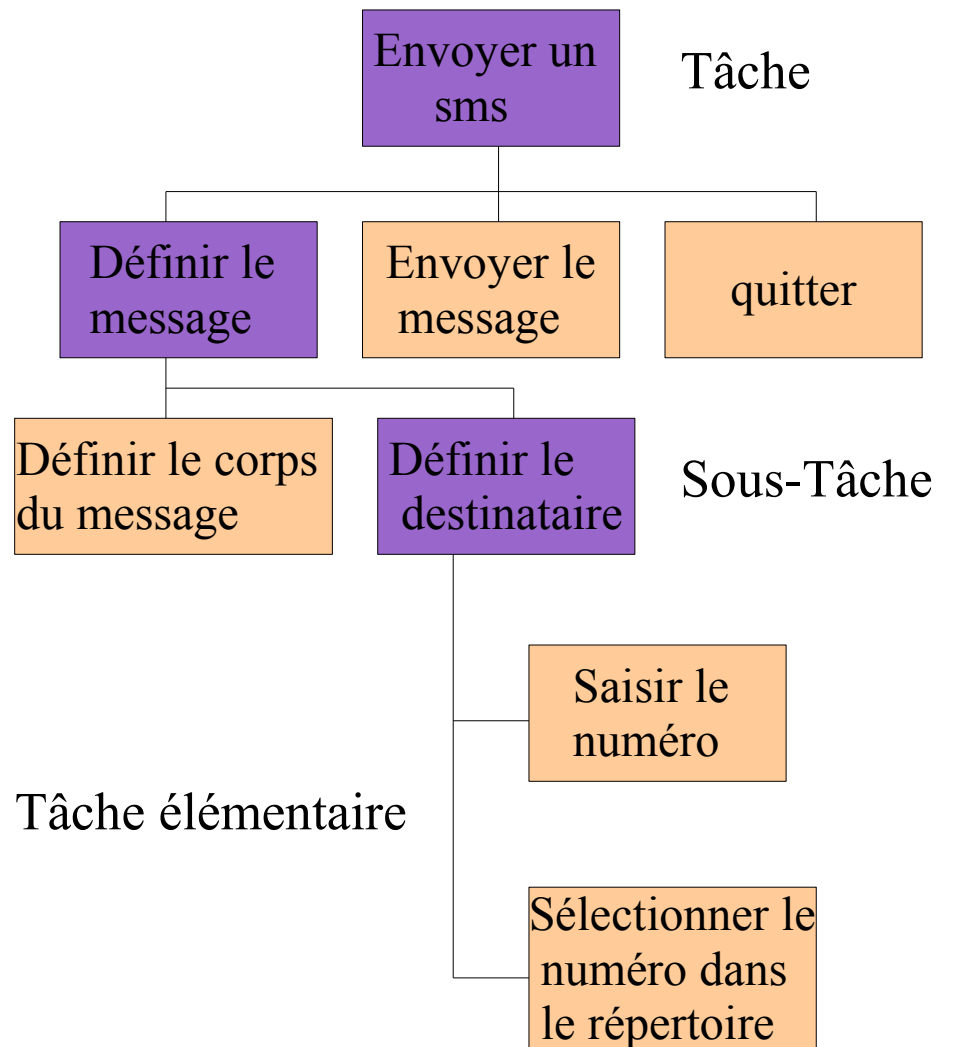 Envoyer un
sms
Tâche
Définir le
message
Envoyer le
message
quitter
Définir le corps
du message
Définir le
destinataire
Sous-Tâche
Saisir le
numéro
Tâche élémentaire
Sélectionner le
numéro dans
le répertoire